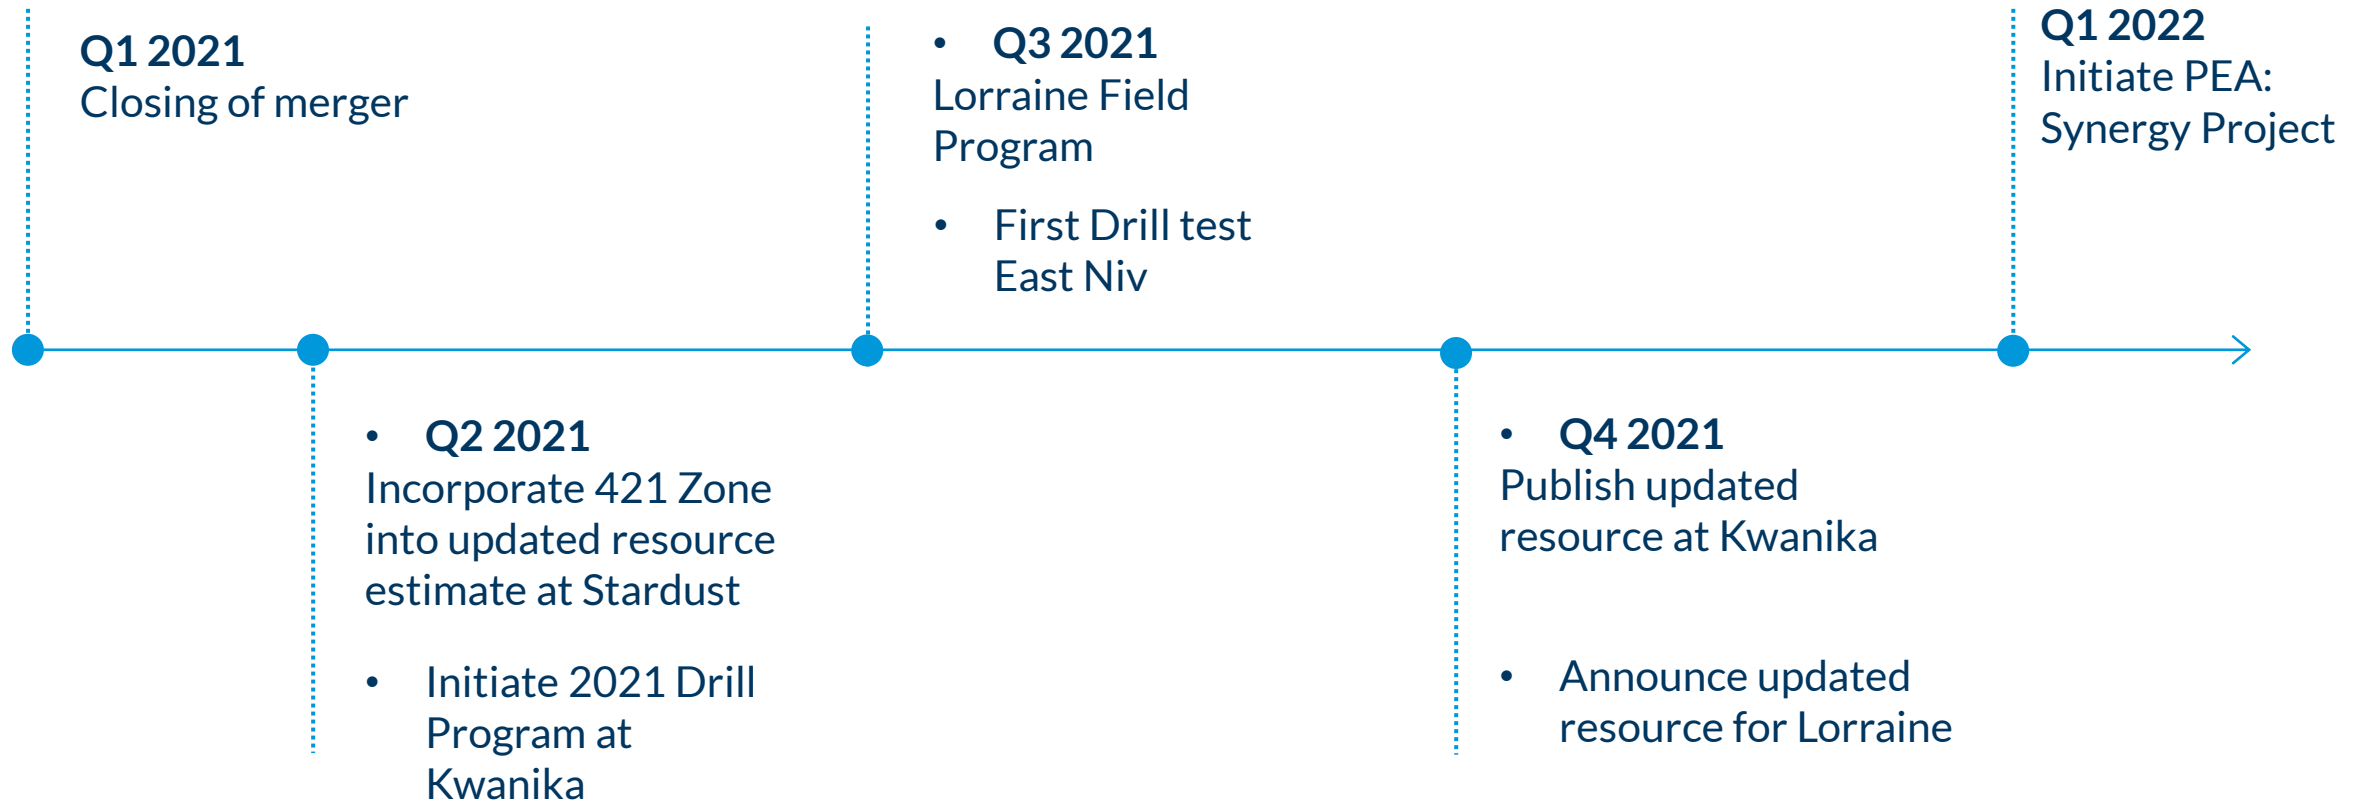 Q1 2021
Closing of merger
• Q2 2021
Incorporate 421 Zone
into updated resource
estimate at Stardust
• Initiate 2021 Drill
Program at
Kwanika
• Q3 2021
Lorraine Field
Program
• First Drill test
East Niv
• Q4 2021
Publish updated
resource at Kwanika
• Announce updated
resource for Lorraine
Q1 2022
Initiate PEA:
Synergy Project